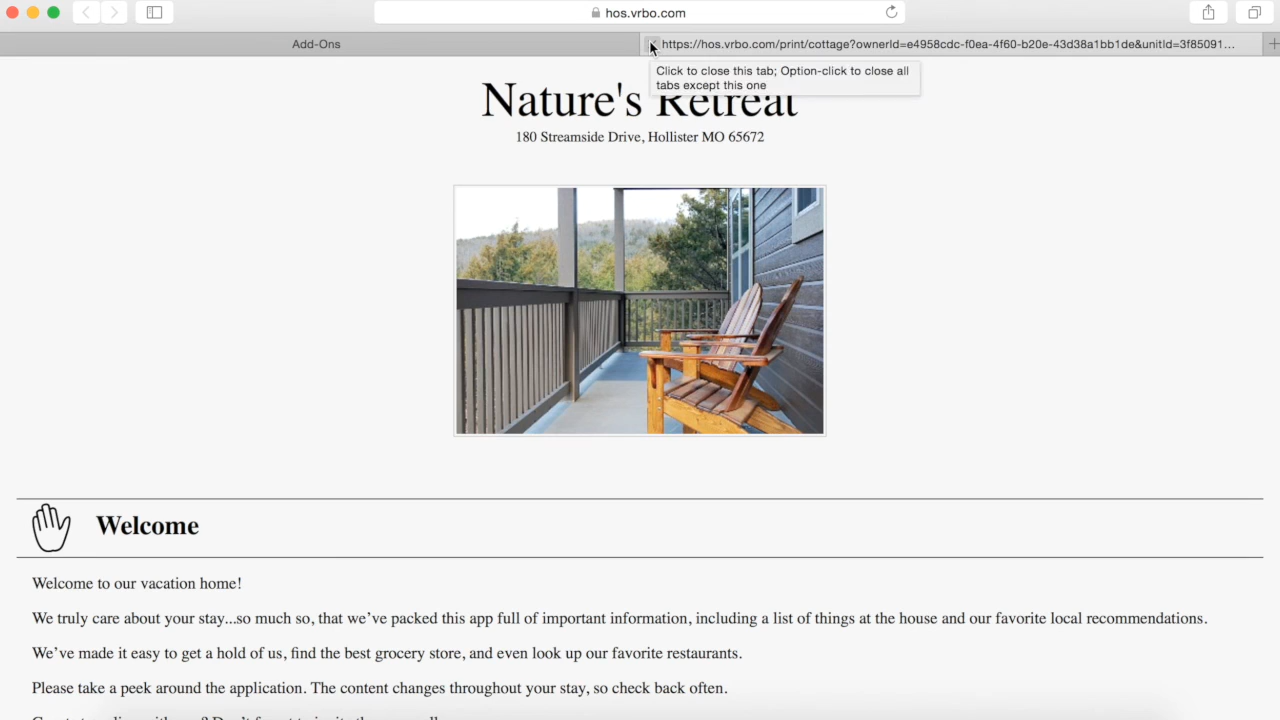 hos.vrbo.com
Add-Ons
https://hos.vrbo.com/print/cottage?ownerId=e4958cdc-f0ea-4f60-b20e-43d38a1bb1de&unitId=3f85091...
Click to close this tab; Option-click to close all
tabs except this one
Nature's Retreat
180 Streamside Drive, Hollister MO 65672
Welcome
Welcome to our vacation home!
We truly care about your stay...so much so, that we’ve packed this app full of important information, including a list of things at the house and our favorite local recommendations.
We’ve made it easy to get a hold of us, find the best grocery store, and even look up our favorite restaurants.
Please take a peek around the application. The content changes throughout your stay, so check back often.